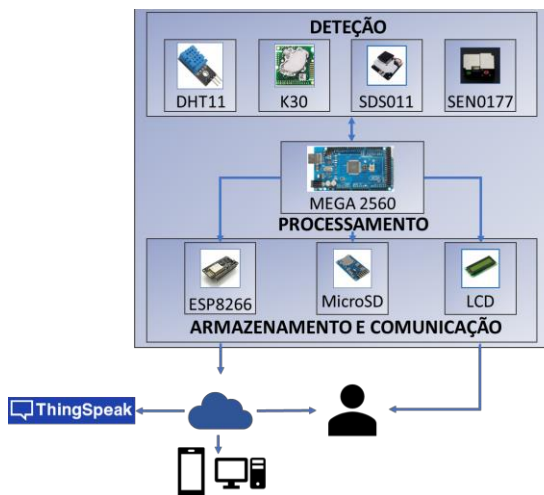 DETEÇÃO
DHT11
K30
SDS011
SEN0177
MEGA 2560
PROCESSAMENTO
ESP8266
MicroSD
LCD
ARMAZENAMENTO E COMUNICAÇÃO
ThingSpeak